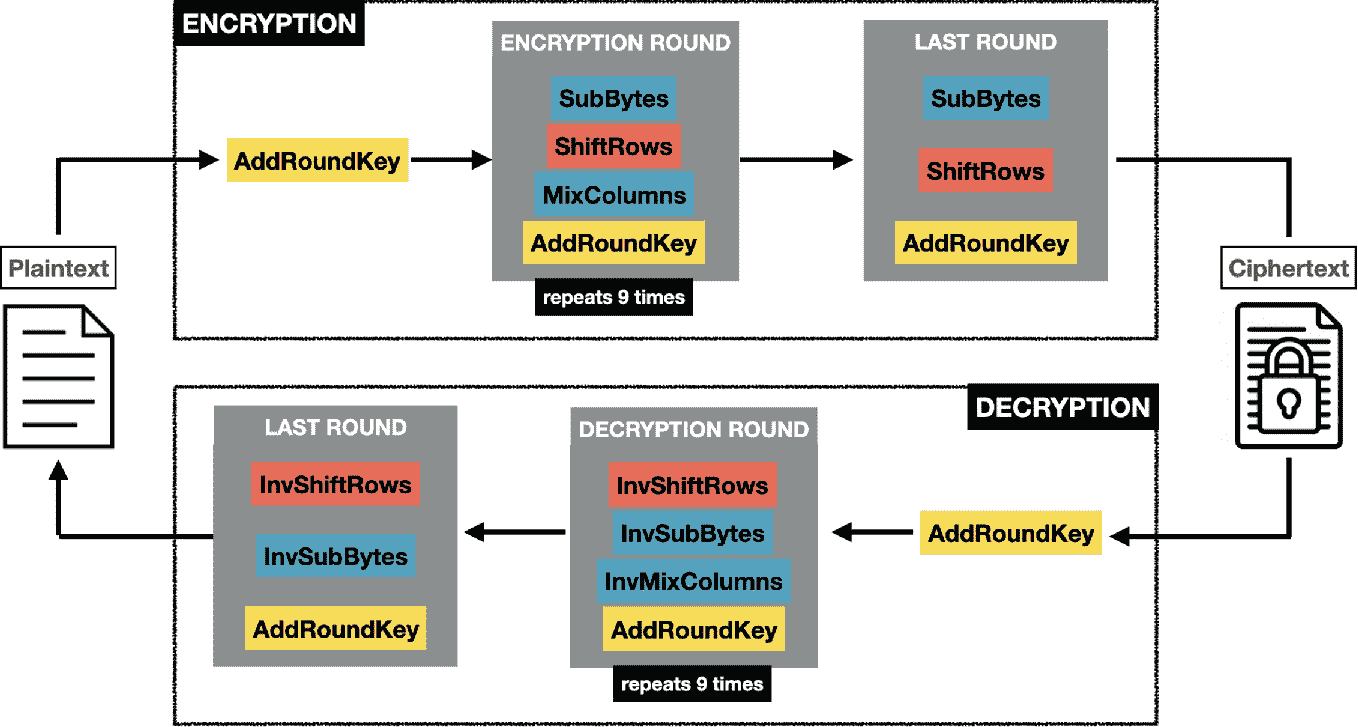 ENCRYPTION
ENCRYPTION ROUND
SubBytes
ShiftRows
MixColumns
AddRoundKey
repeats 9 times
LAST ROUND
SubBytes
ShiftRows
AddRoundKey
AddRoundKey
Plaintext
Ciphertext
DECRYPTION
LAST ROUND
InvShiftRows
InvSubBytes
AddRoundKey
DECRYPTION ROUND
InvShiftRows
InvSubBytes
InvMixColumns
AddRoundKey
repeats 9 times
AddRoundKey